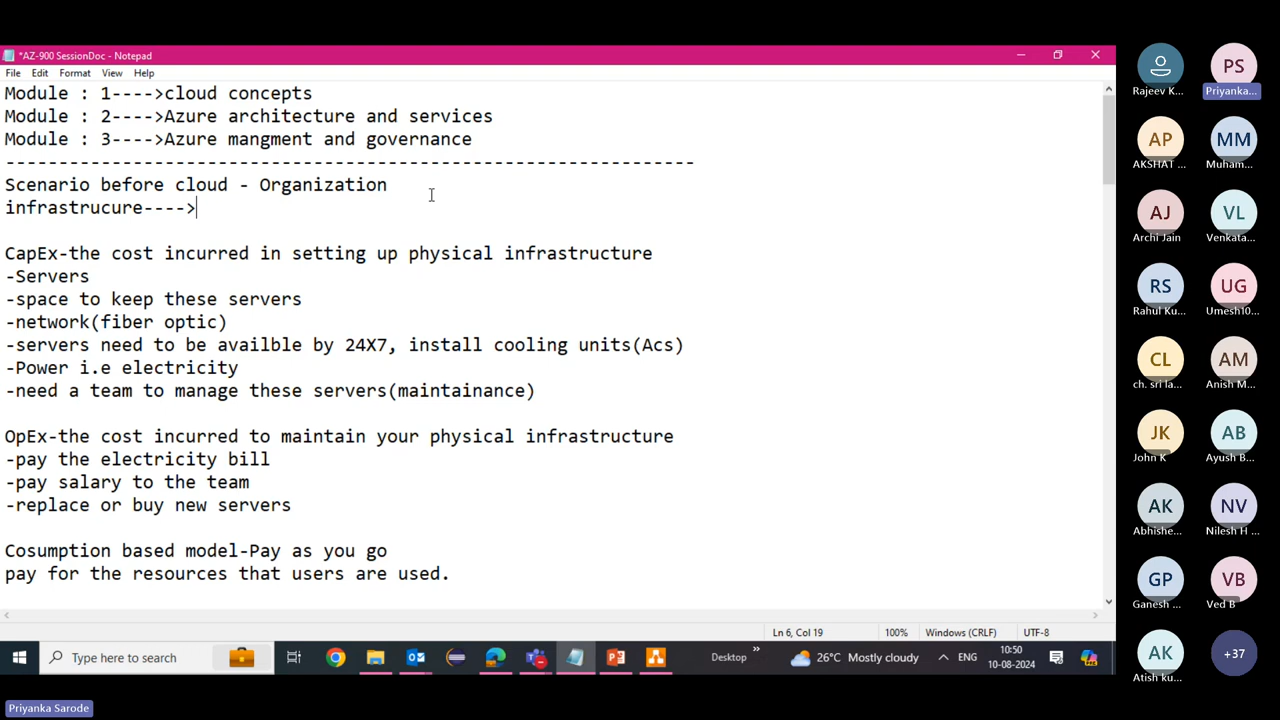 *AZ-900 SessionDoc - Notepad
File Edit Format View Help
Module : 1---->cloud concepts
Module : 2---->Azure architecture and services
Module : 3---->Azure mangment and governance
-----------------------------------------------------------------
Scenario before cloud - Organization
infrastrucure---->
CapEx-the cost incurred in setting up physical infrastructure
-Servers
-space to keep these servers
-network(fiber optic)
-servers need to be availble by 24X7, install cooling units(Acs)
-Power i.e electricity
-need a team to manage these servers(maintainance)
OpEx-the cost incurred to maintain your physical infrastructure
-pay the electricity bill
-pay salary to the team
-replace or buy new servers
Cosumption based model-Pay as you go
pay for the resources that users are used.
Ln 6, Col 19 100% Windows (CRLF) UTF-8
Type here to search
Desktop
26°C Mostly cloudy
ENG
10:50
10-08-2024
Priyanka Sarode
PS
Rajeev K... Priyanka...
AP MM
AKSHAT ... Muham...
AJ VL
Archi Jain Venkata...
RS UG
Rahul Ku... Umesh10...
CL AM
ch. sri la... Anish M...
JK AB
John K Ayush B...
AK NV
Abhishe... Nilesh H ...
GP VB
Ganesh ... Ved B
AK +37
Atish ku...